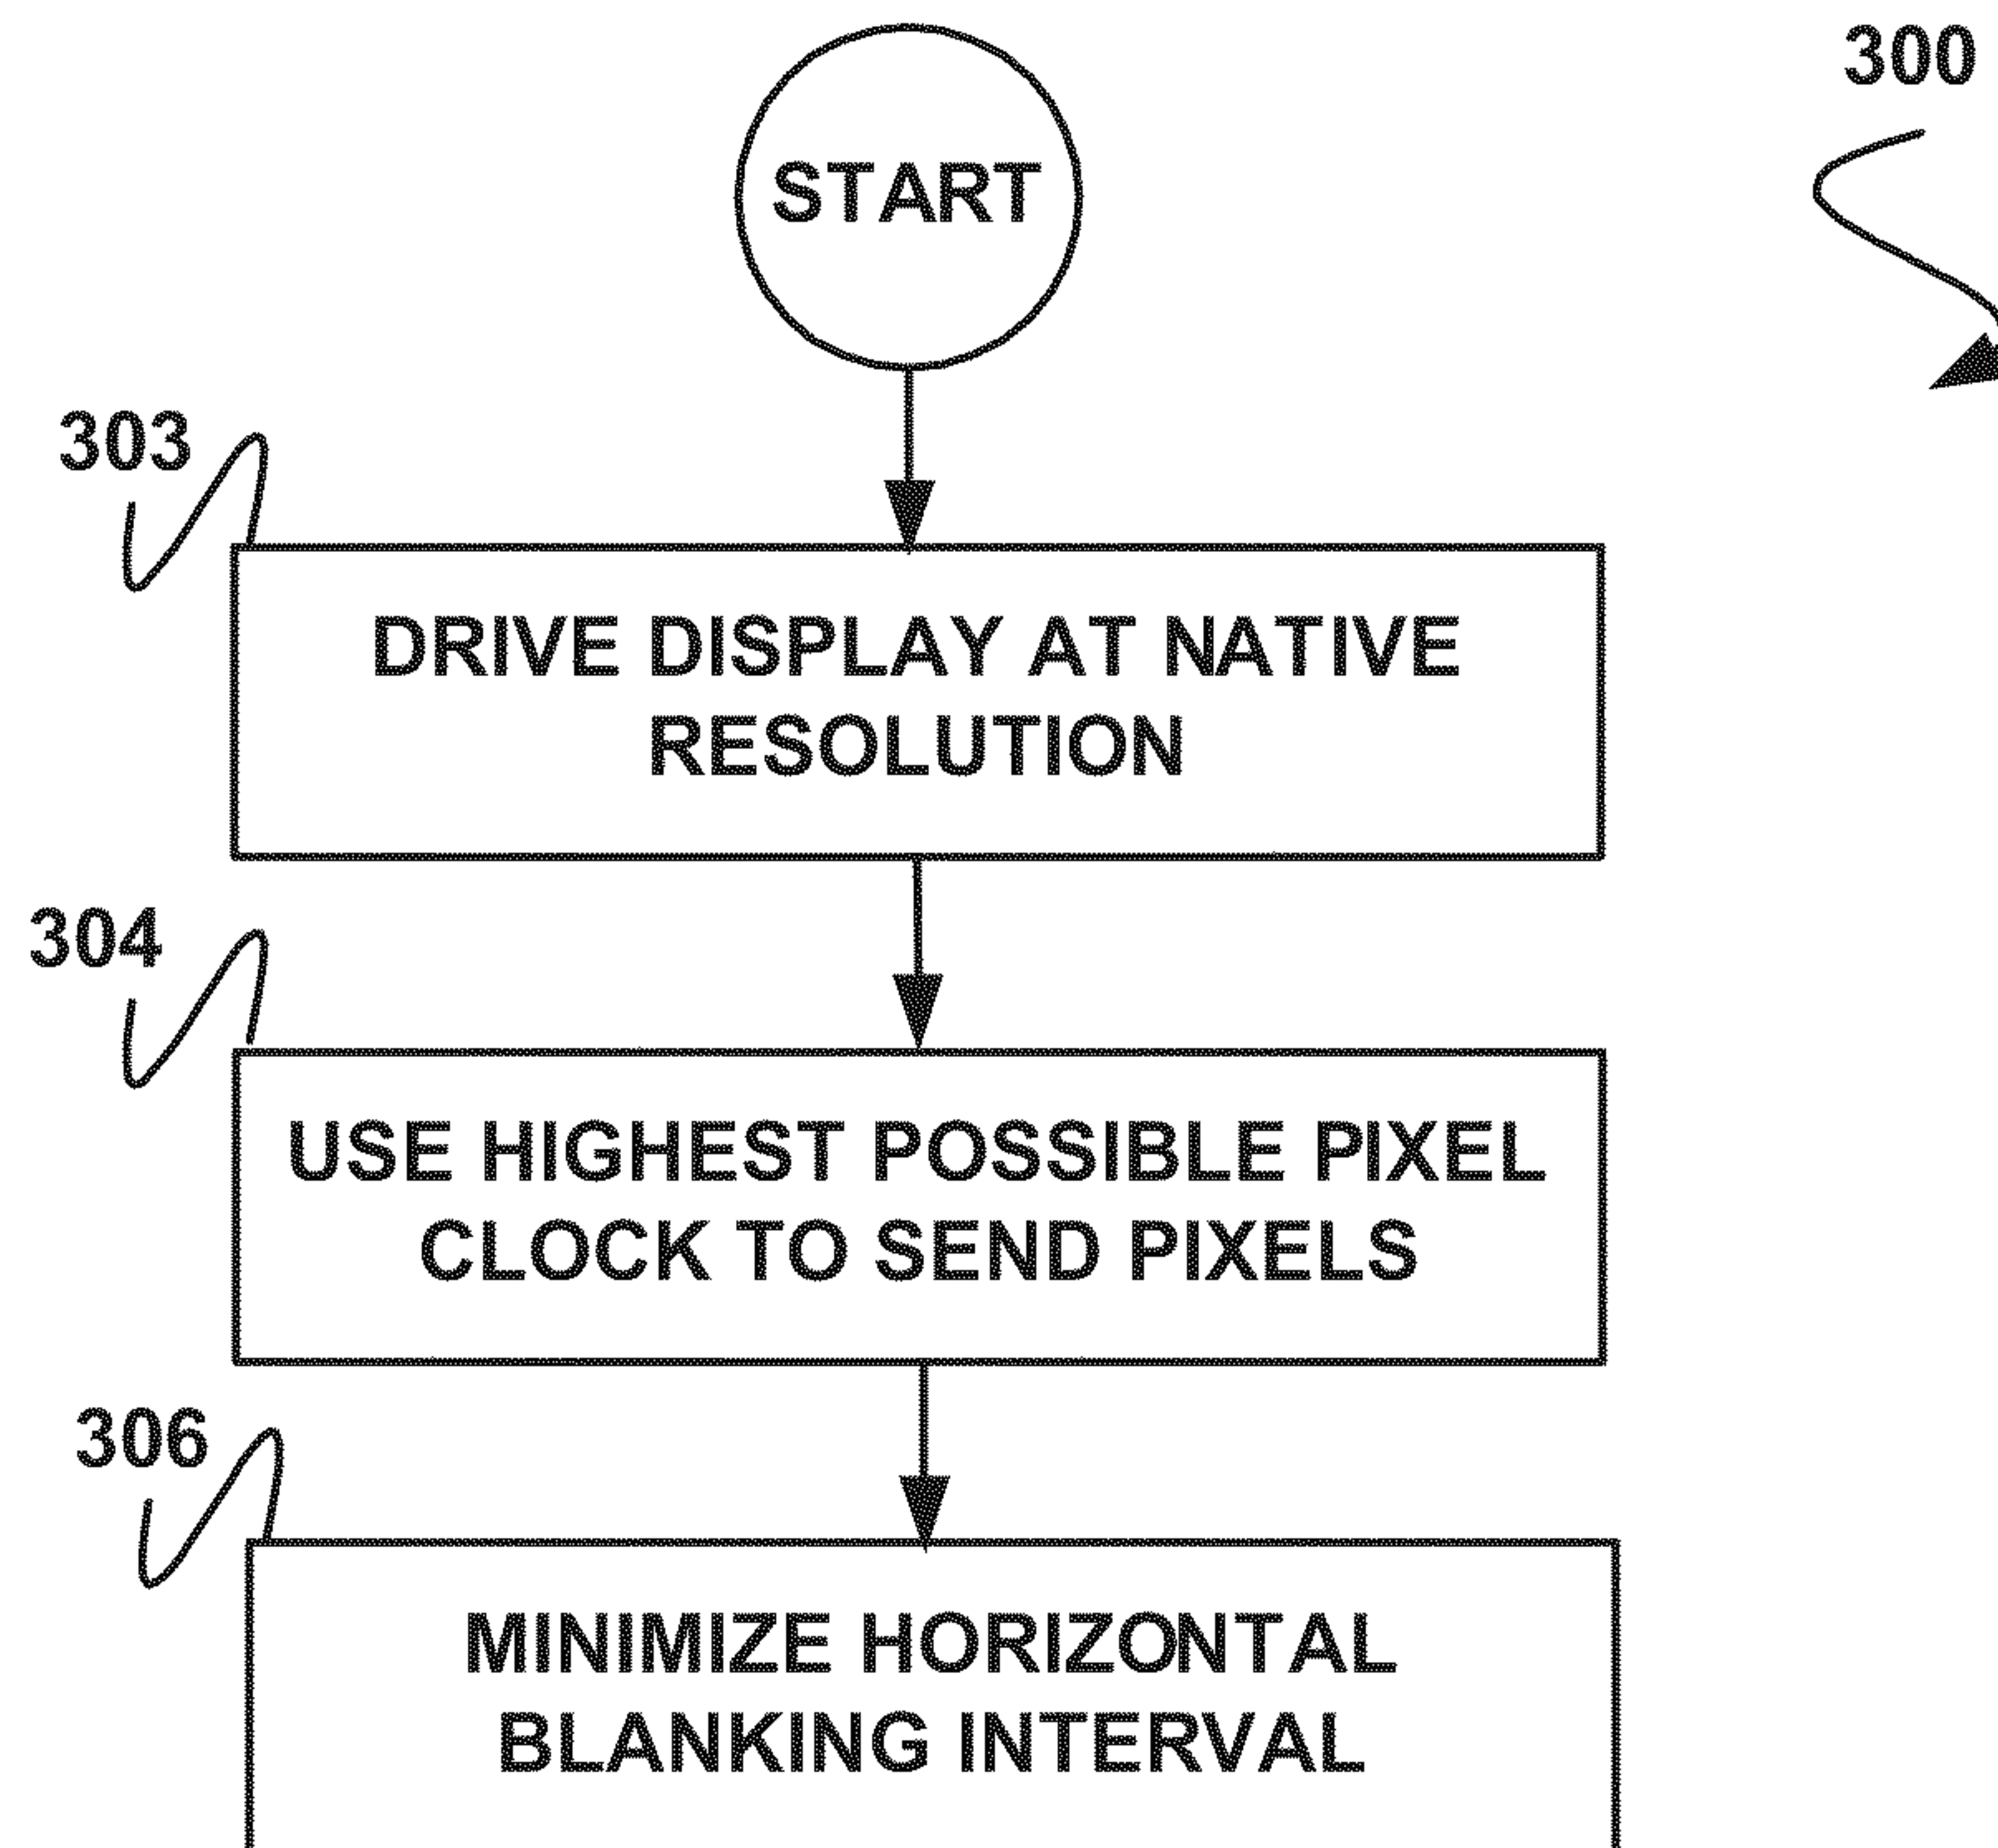 START
300
303
DRIVE DISPLAY AT NATIVE
RESOLUTION
304
USE HIGHEST POSSIBLE PIXEL
CLOCK TO SEND PIXELS
306
MINIMIZE HORIZONTAL
BLANKING INTERVAL